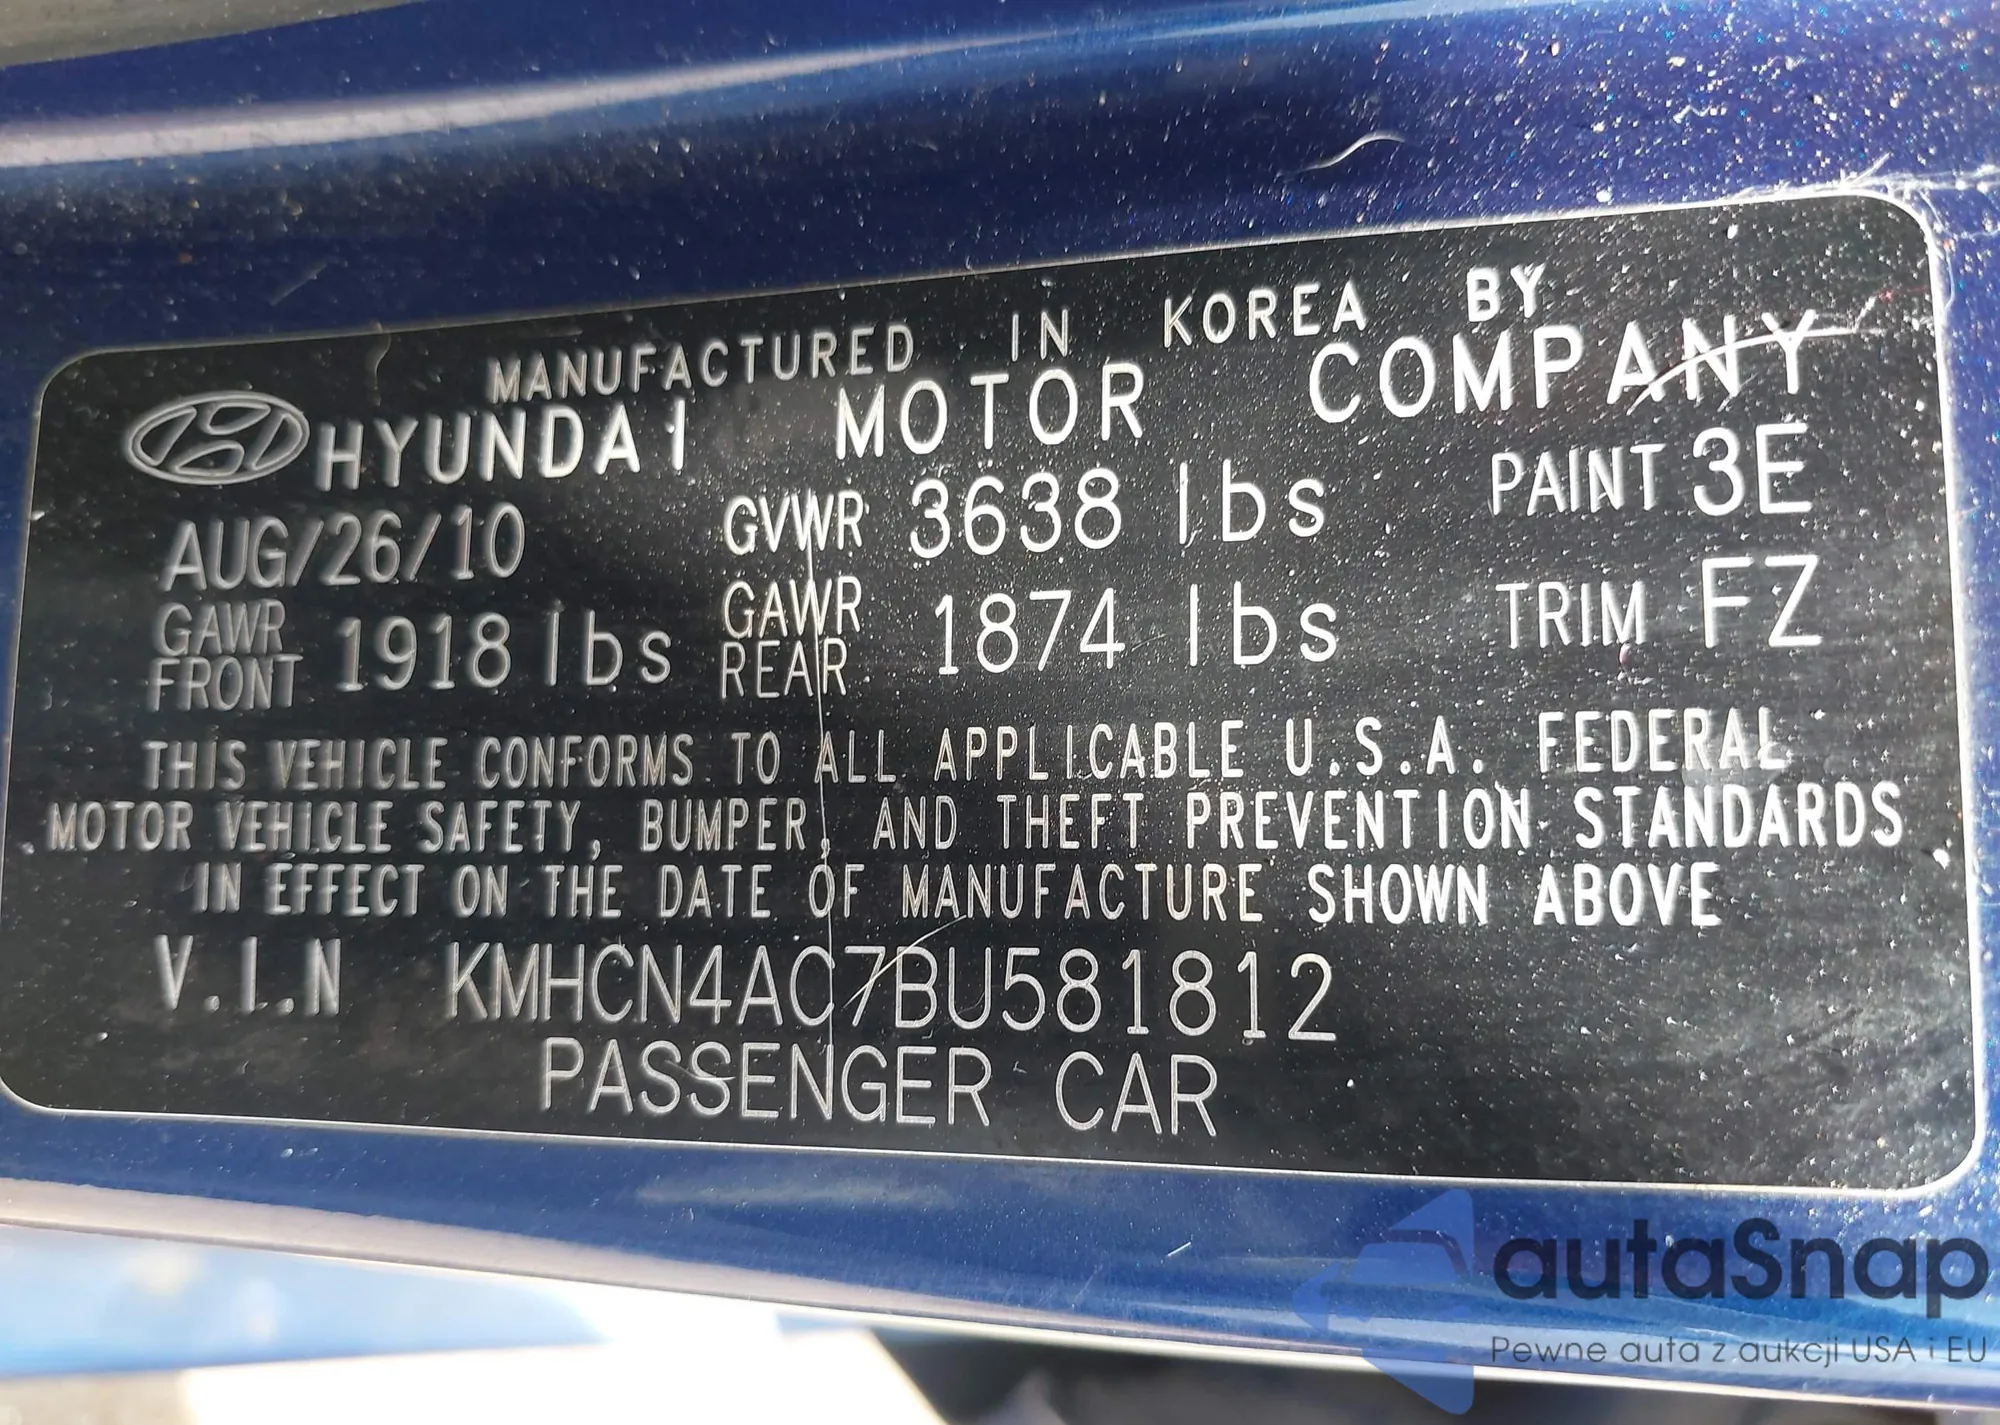 MANUFACTURED IN KOREA BY
HYUNDAI MOTOR COMPANY
AUG/26/10 GVWR 3638 lbs PAINT 3E
GAWR FRONT 1918 lbs GAWR REAR 1874 lbs TRIM FZ
THIS VEHICLE CONFORMS TO ALL APPLICABLE U.S.A. FEDERAL
MOTOR VEHICLE SAFETY, BUMPER, AND THEFT PREVENTION STANDARDS
IN EFFECT ON THE DATE OF MANUFACTURE SHOWN ABOVE
V.I.N KMHCN4AC7BU581812
PASSENGER CAR
autaSnap
Pewne auta z aukcji USA i EU